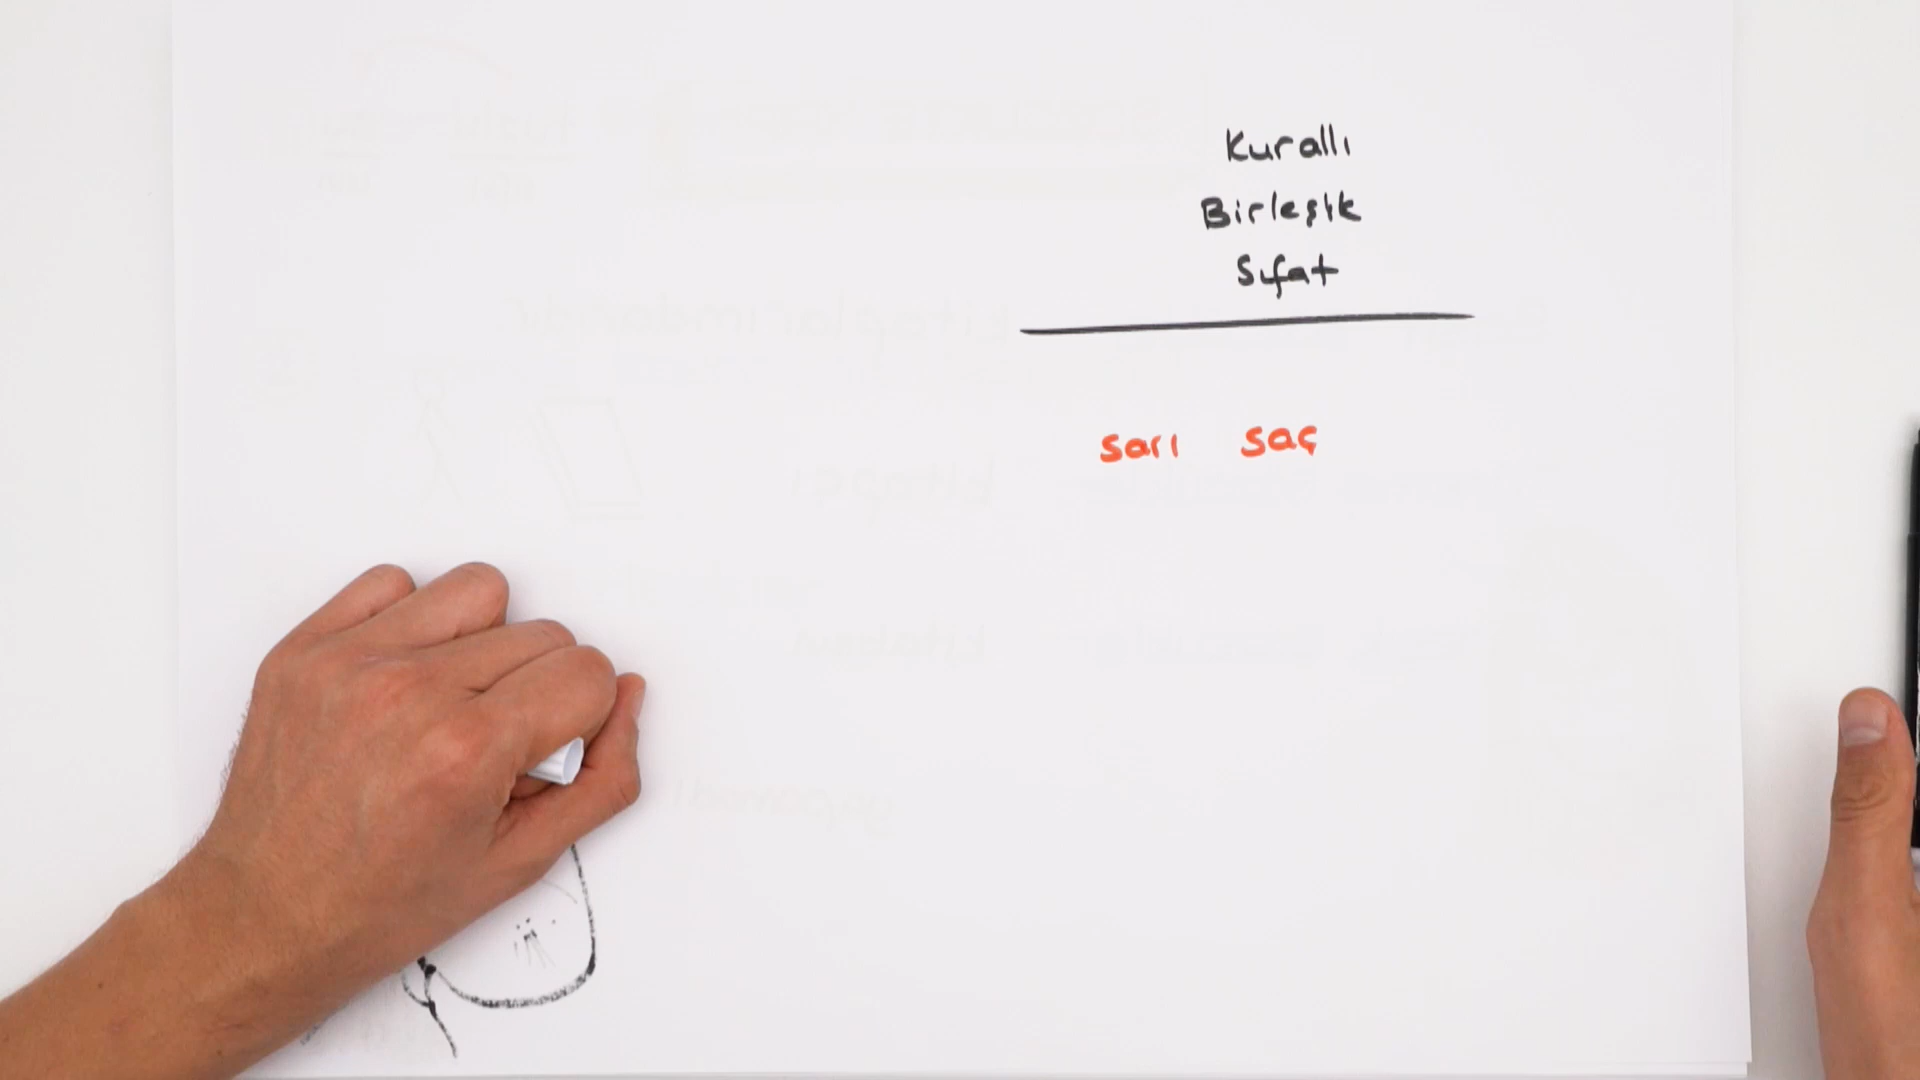 Kurallı
Birleşik
Sıfat
sarı saç